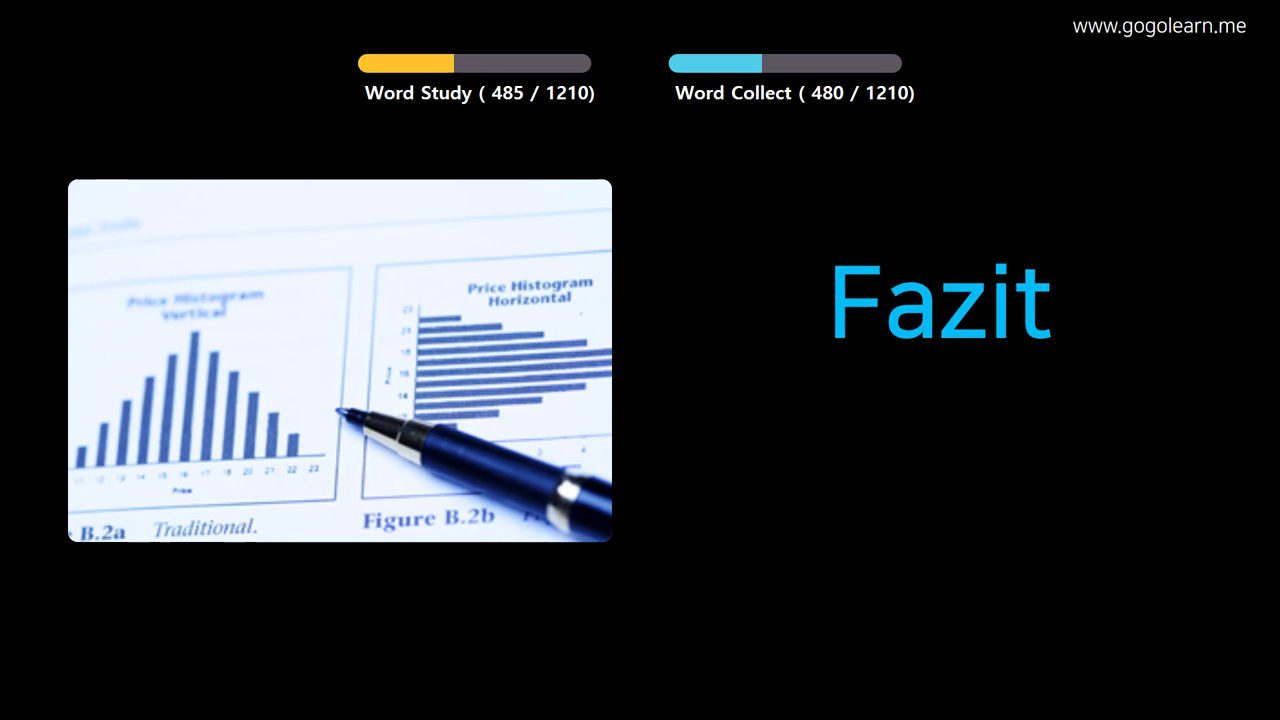 www.gogolearn.me
Word Study ( 485 / 1210)
Word Collect ( 480 / 1210)
Fazit
Price Histogram
Vertical
Price
B.2a Traditional.
Price Histogram
Horizontal
Figure B.2b